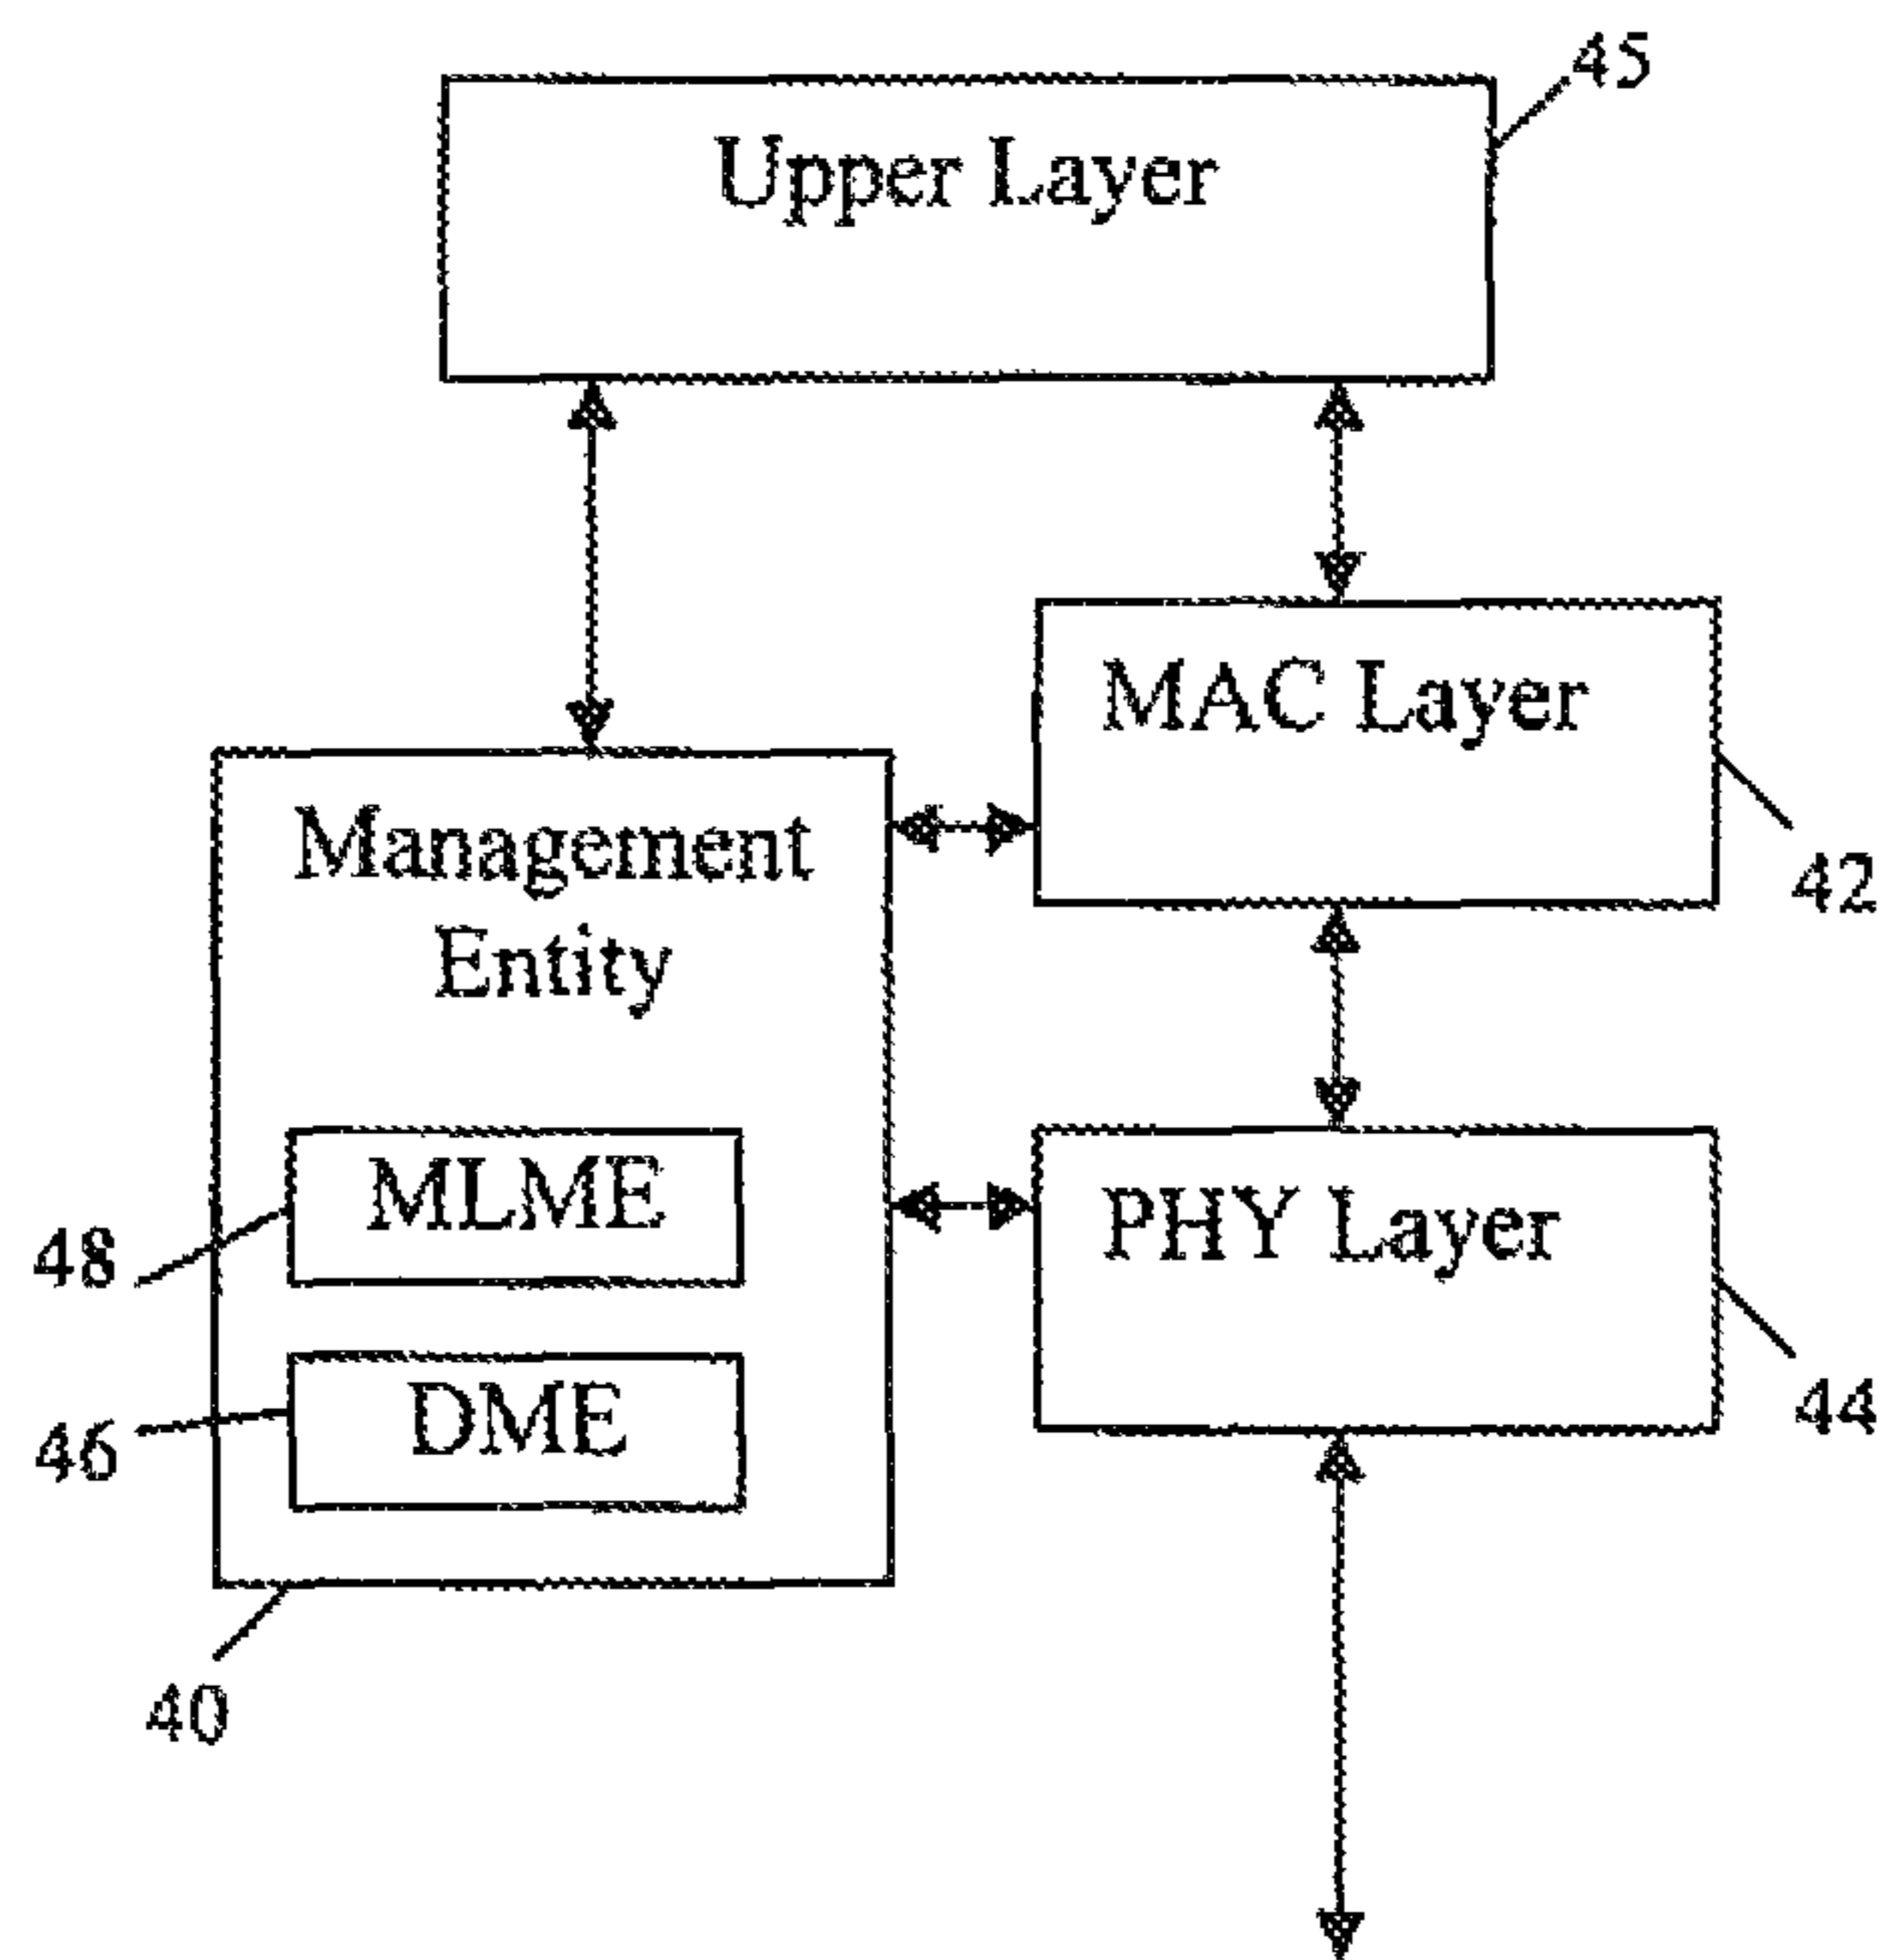 45
Upper Layer
MAC Layer
42
Management
Entity
MLME
48
PHY Layer
44
DME
46
40